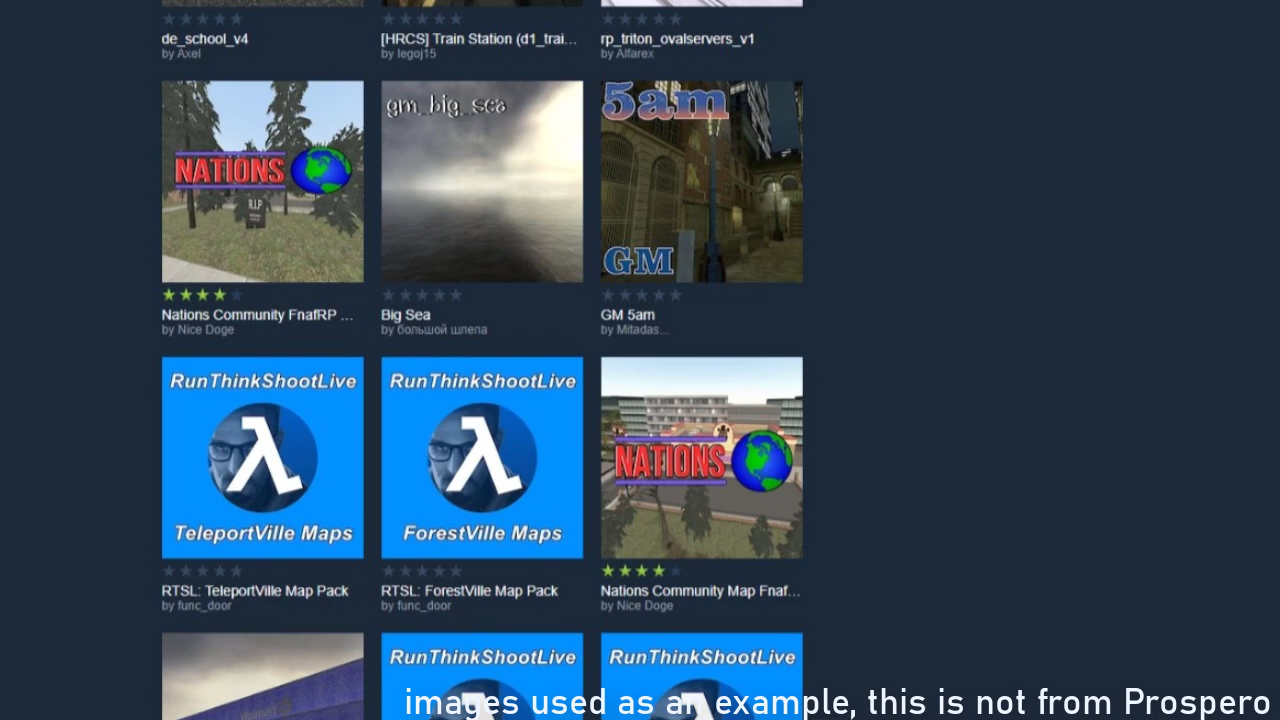 de_school_v4
by Axel
[HRCS] Train Station (d1_trai...
by legoj15
rp_triton_ovalservers_v1
by Alfarex
NATIONS
R.I.P
gm_big_sea
5am
GM
Nations Community FnafRP ...
by Nice Doge
Big Sea
by большой шлепа
GM 5am
by Mitadas...
RunThinkShootLive
TeleportVille Maps
RunThinkShootLive
ForestVille Maps
NATIONS
RTSL: TeleportVille Map Pack
by func_door
RTSL: ForestVille Map Pack
by func_door
Nations Community Map Fnaf...
by Nice Doge
RunThinkShootLive
RunThinkShootLive
images used as an example, this is not from Prospero